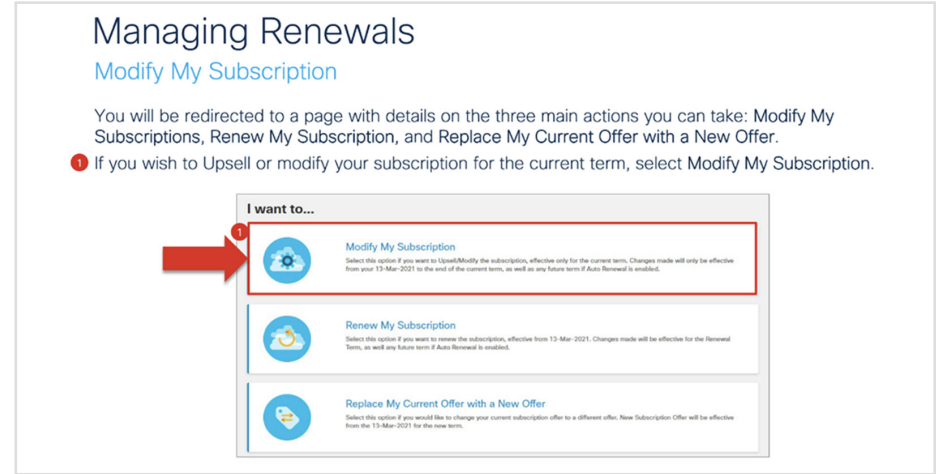 Managing Renewals
Modify My Subscription
You will be redirected to a page with details on the three main actions you can take: Modify My
Subscriptions, Renew My Subscription, and Replace My Current Offer with a New Offer.
1 If you wish to Upsell or modify your subscription for the current term, select Modify My Subscription.
I want to...
1
Modify My Subscription
Select this option if you want to Upsell/Modify the subscription, effective only for the current term. Changes made will only be effective
from your 13-Mar-2021 to the end of the current term, as well as any future term if Auto Renewal is enabled.
Renew My Subscription
Select this option if you want to renew the subscription, effective from 13-Mar-2021. Changes made will be effective for the Renewal
Term, as well any future term if Auto Renewal is enabled.
Replace My Current Offer with a New Offer
Select this option if you would like to change your current subscription offer to a different offer. New Subscription Offer will be effective
from the 13-Mar-2021 for the new term.